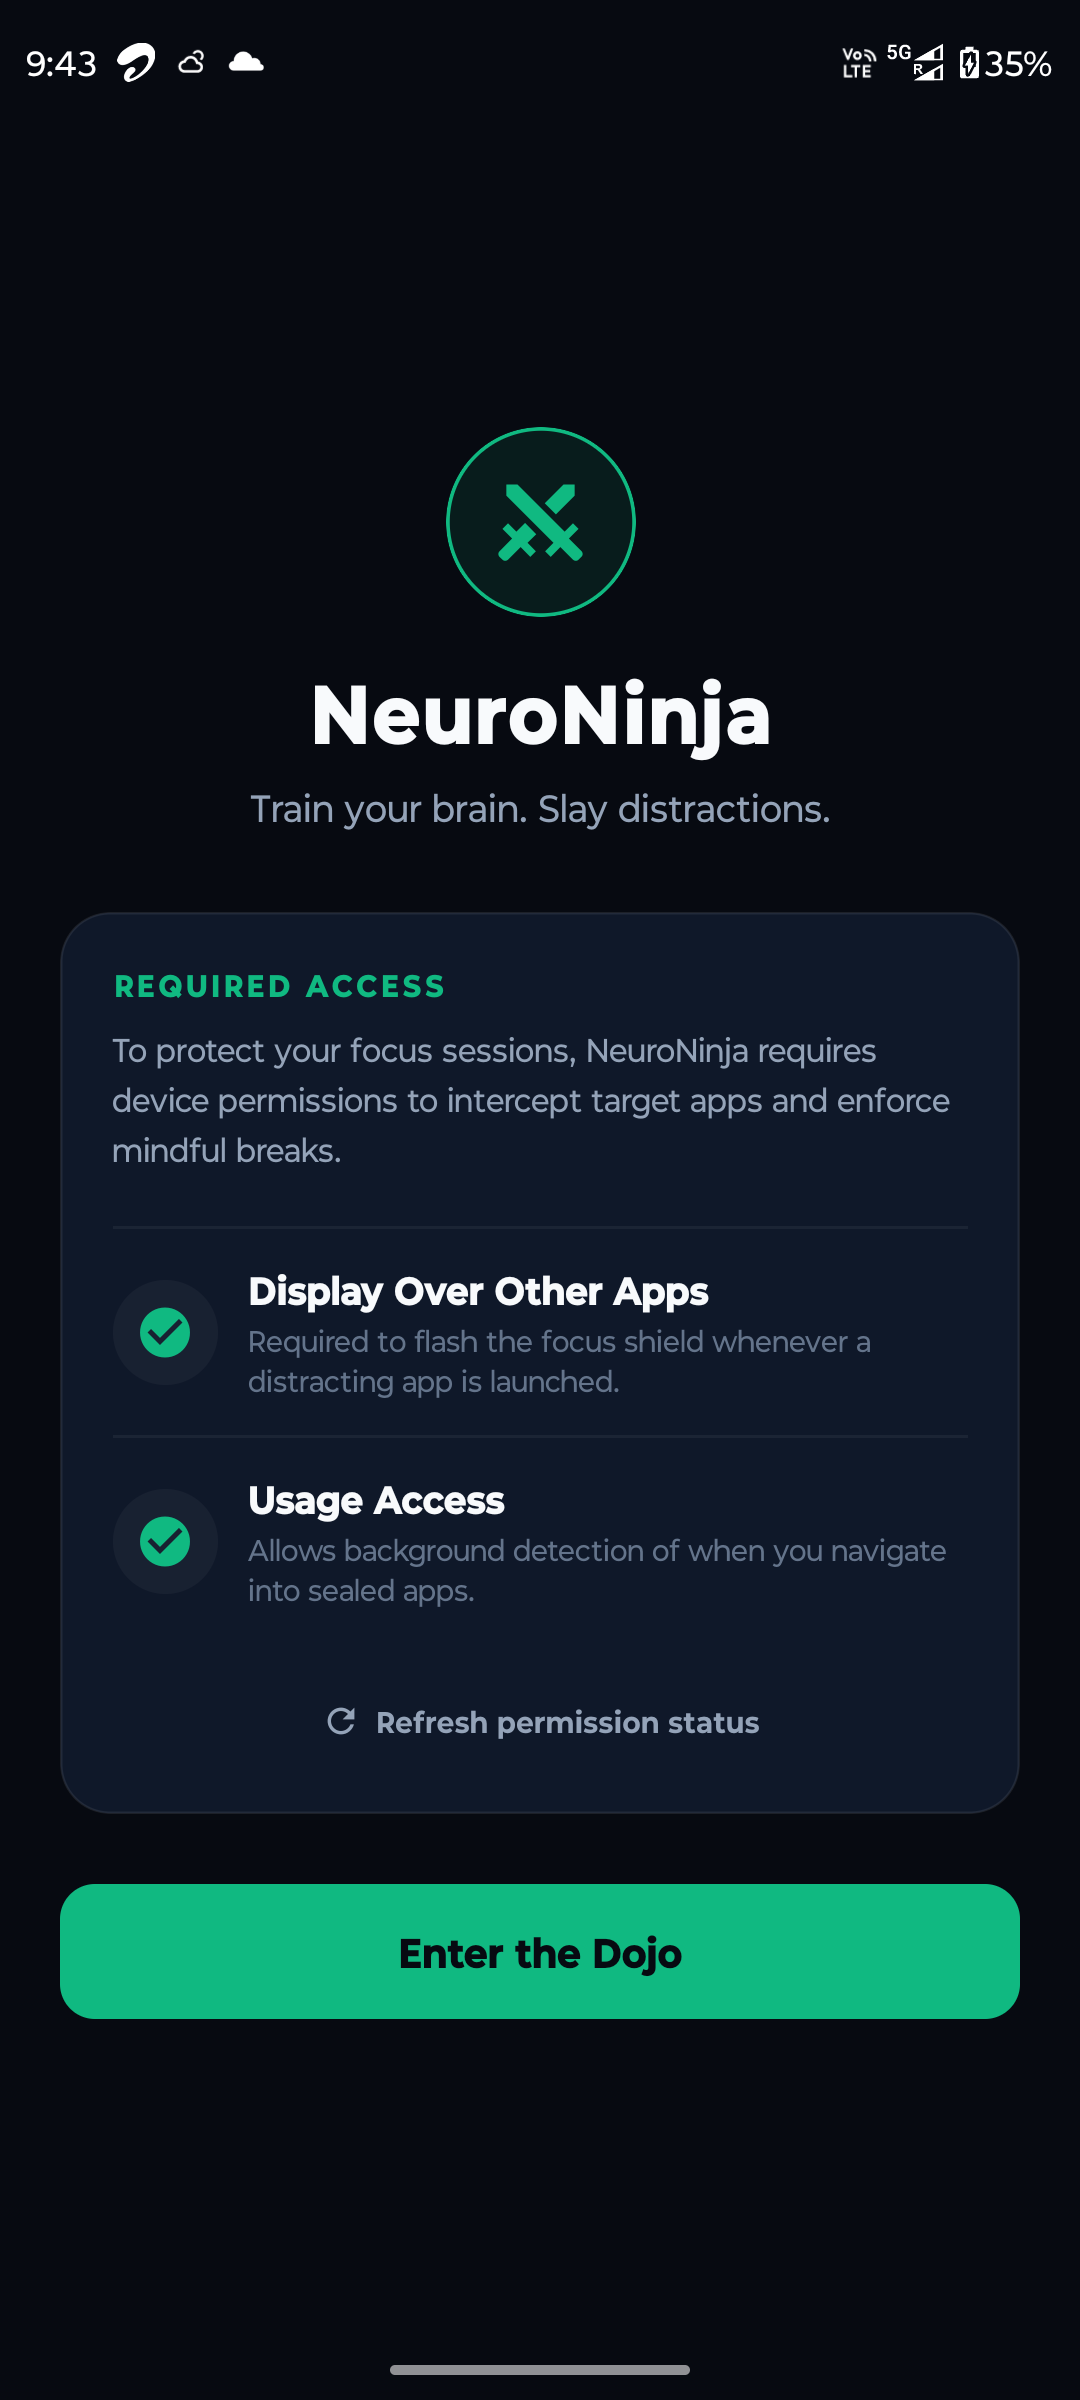 9:43
Vo LTE 5G R 35%
NeuroNinja
Train your brain. Slay distractions.
REQUIRED ACCESS
To protect your focus sessions, NeuroNinja requires
device permissions to intercept target apps and enforce
mindful breaks.
Display Over Other Apps
Required to flash the focus shield whenever a
distracting app is launched.
Usage Access
Allows background detection of when you navigate
into sealed apps.
Refresh permission status
Enter the Dojo